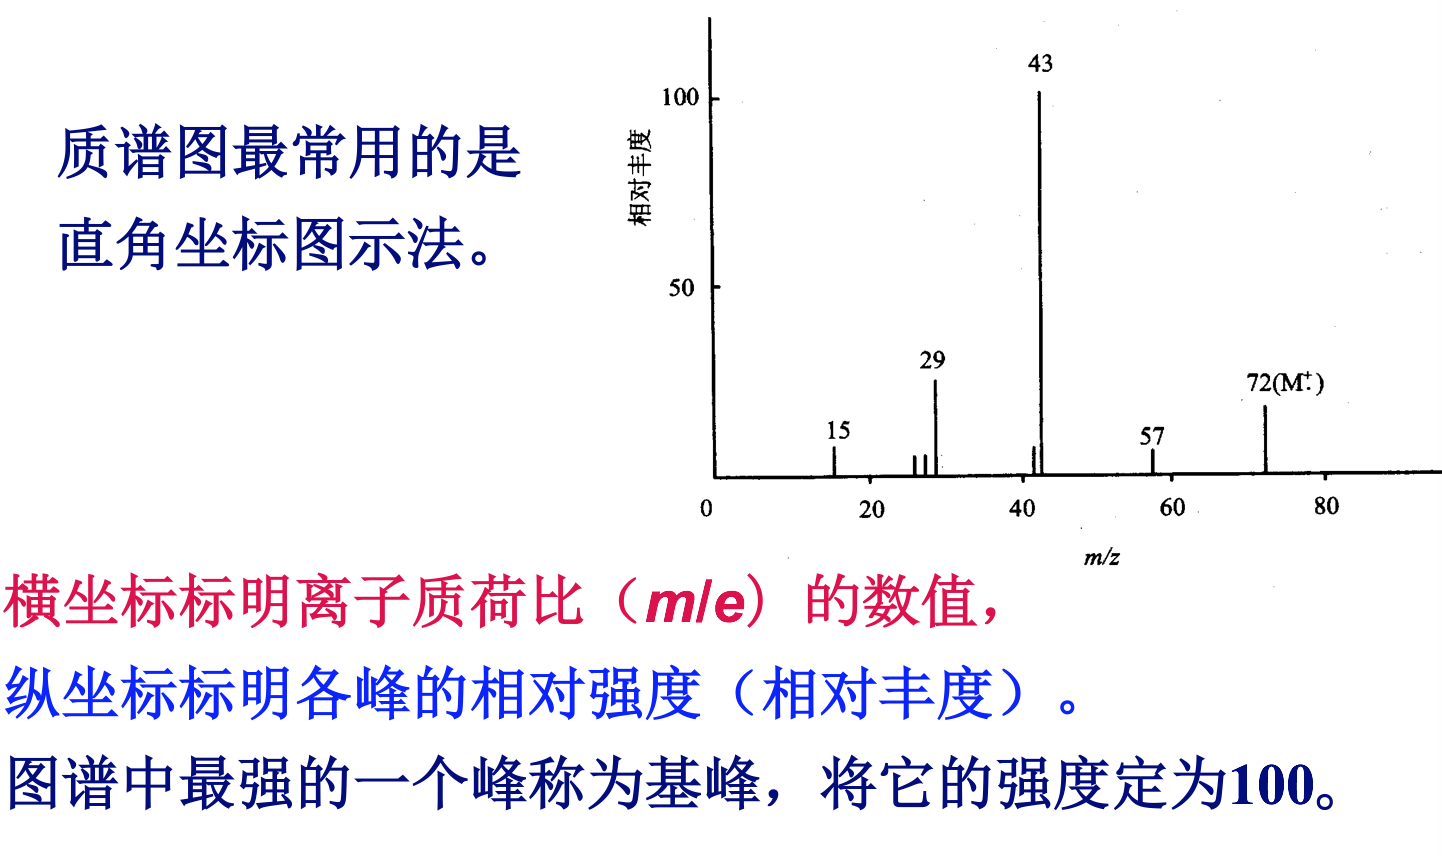 质谱图最常用的是
直角坐标图示法。
相对丰度
100
50
43
29
15
57
72(M⁺·)
0 20 40 60 80
m/z
横坐标标明离子质荷比（m/e）的数值，
纵坐标标明各峰的相对强度（相对丰度）。
图谱中最强的一个峰称为基峰，将它的强度定为100。